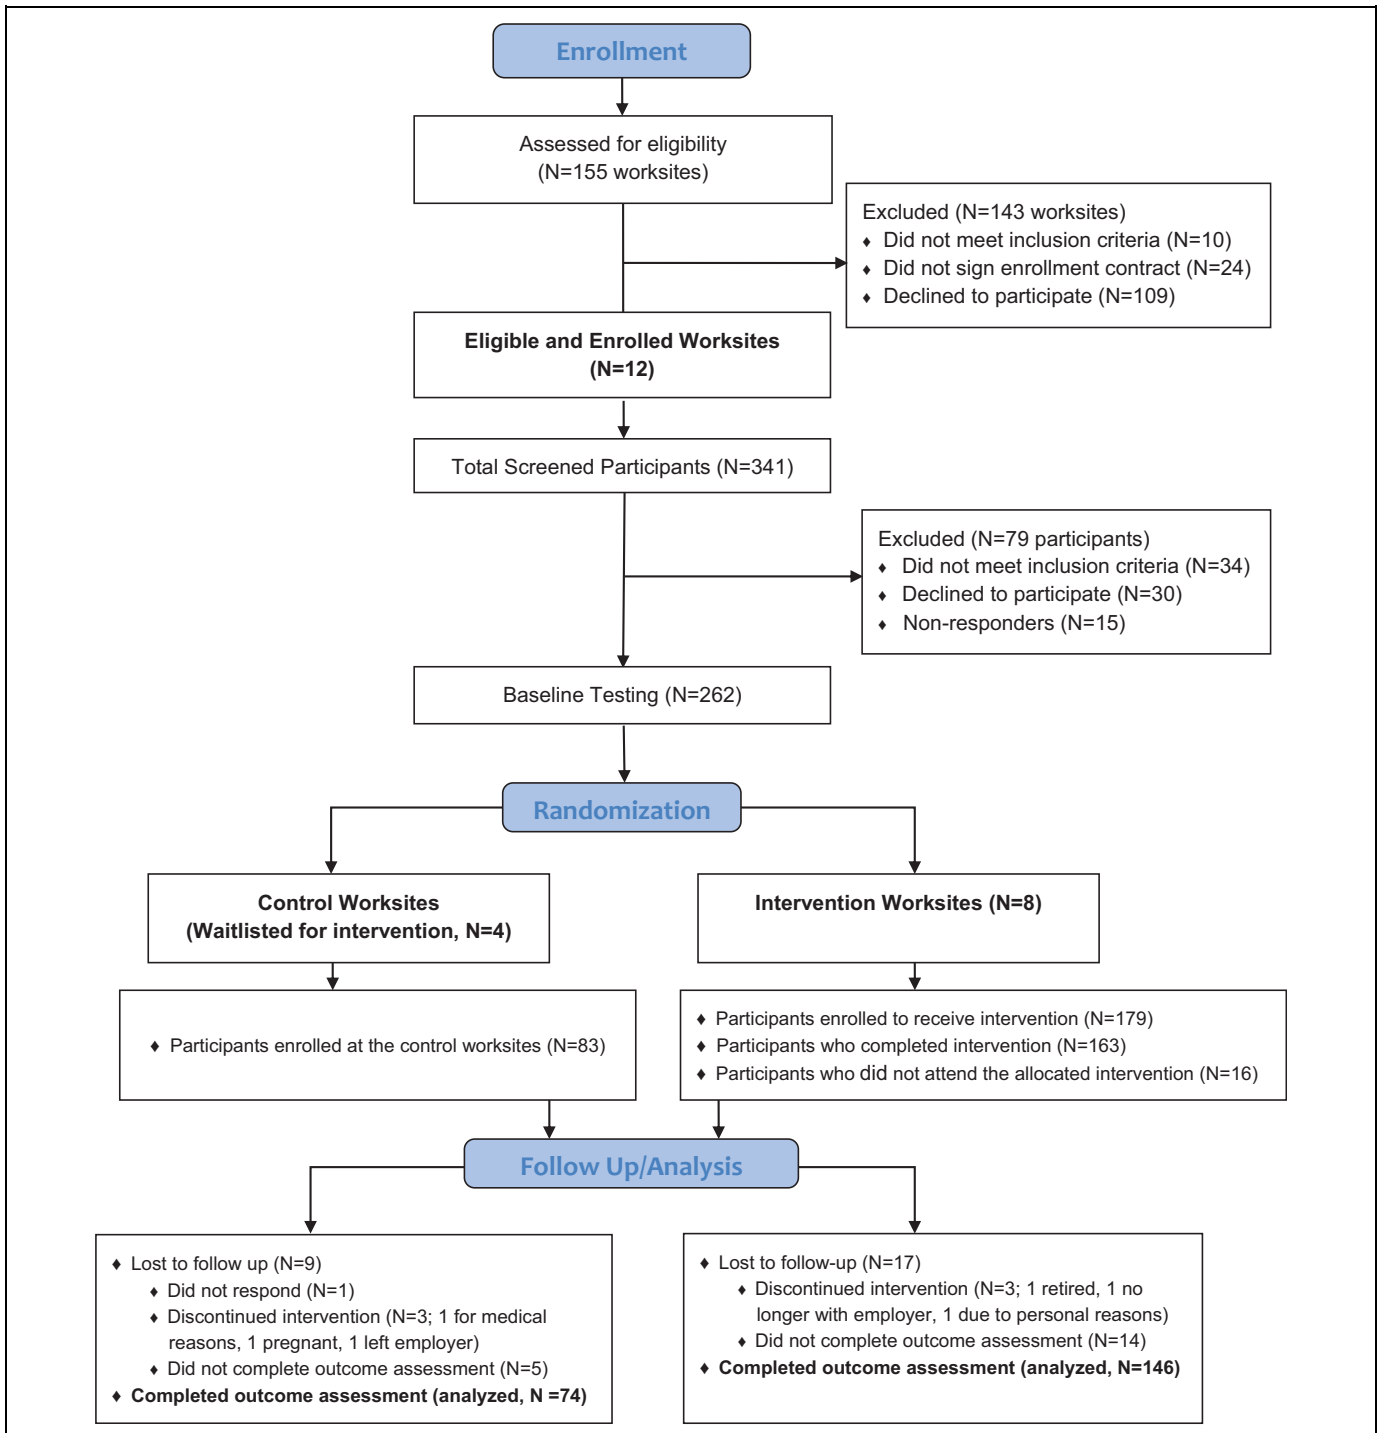 Enrollment
Assessed for eligibility
(N=155 worksites)
Excluded (N=143 worksites)
♦ Did not meet inclusion criteria (N=10)
♦ Did not sign enrollment contract (N=24)
♦ Declined to participate (N=109)
Eligible and Enrolled Worksites
(N=12)
Total Screened Participants (N=341)
Excluded (N=79 participants)
♦ Did not meet inclusion criteria (N=34)
♦ Declined to participate (N=30)
♦ Non-responders (N=15)
Baseline Testing (N=262)
Randomization
Control Worksites
(Waitlisted for intervention, N=4)
Intervention Worksites (N=8)
♦ Participants enrolled at the control worksites (N=83)
♦ Participants enrolled to receive intervention (N=179)
♦ Participants who completed intervention (N=163)
♦ Participants who did not attend the allocated intervention (N=16)
Follow Up/Analysis
♦ Lost to follow up (N=9)
♦ Did not respond (N=1)
♦ Discontinued intervention (N=3; 1 for medical
reasons, 1 pregnant, 1 left employer)
♦ Did not complete outcome assessment (N=5)
♦ Completed outcome assessment (analyzed, N =74)
♦ Lost to follow-up (N=17)
♦ Discontinued intervention (N=3; 1 retired, 1 no
longer with employer, 1 due to personal reasons)
♦ Did not complete outcome assessment (N=14)
♦ Completed outcome assessment (analyzed, N=146)